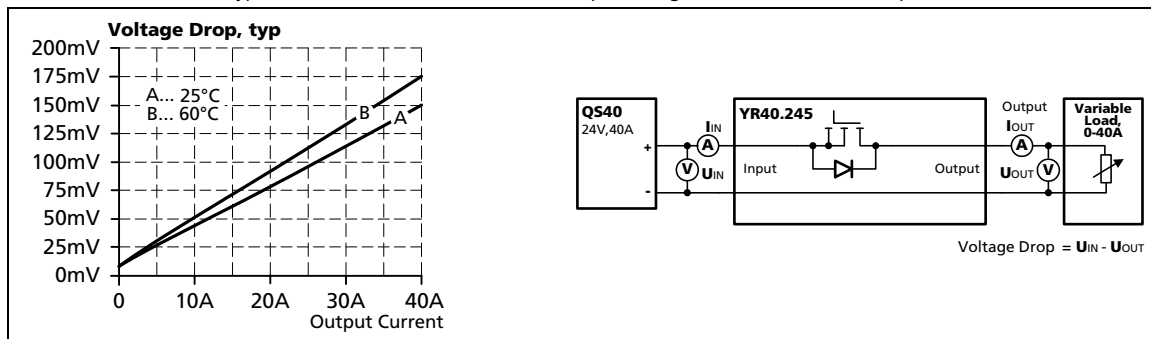 Voltage Drop, typ
200mV
175mV
150mV
125mV
100mV
75mV
50mV
25mV
0mV
A... 25°C
B... 60°C
B
A
0
10A
20A
30A
40A
Output Current
QS40
24V,40A
+
-
IIN
A
V
UIN
YR40.245
Input
Output
Output
IOUT
A
UOUT
V
Variable
Load,
0-40A
Voltage Drop = UIN - UOUT